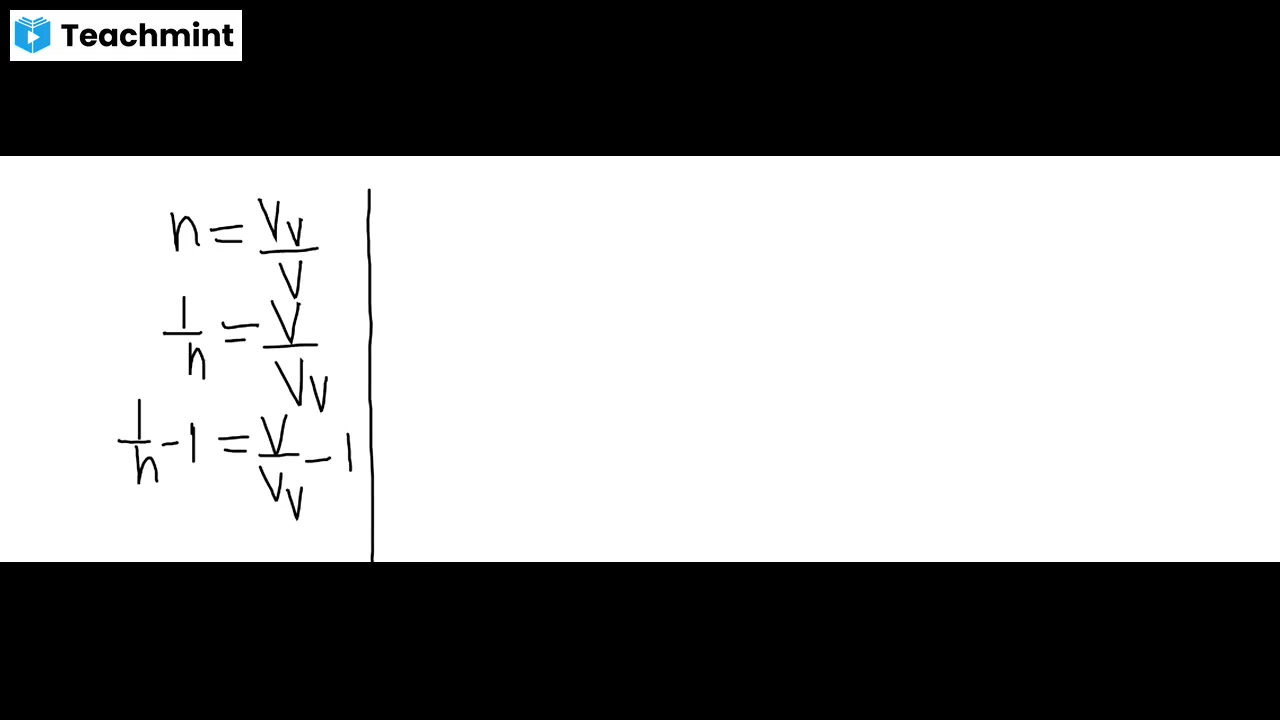 Teachmint
n = Vv/V
1/n = V/Vv
1/n - 1 = V/Vv - 1